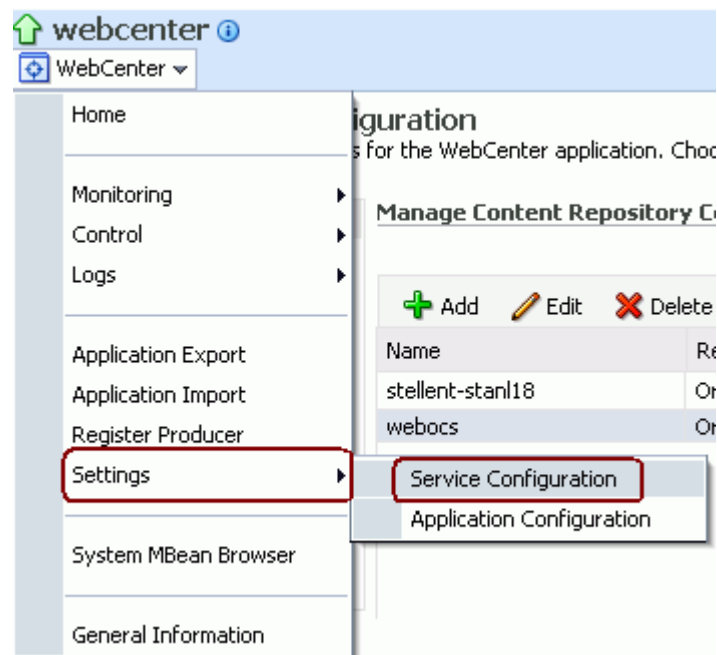 webcenter
WebCenter
Home
Monitoring
Control
Logs
Application Export
Application Import
Register Producer
Settings
System MBean Browser
General Information
Service Configuration
Application Configuration
iguration
s for the WebCenter application. Choo
Manage Content Repository Co
Add Edit Delete
Name Re
stellent-stanl18 Or
webocs Or